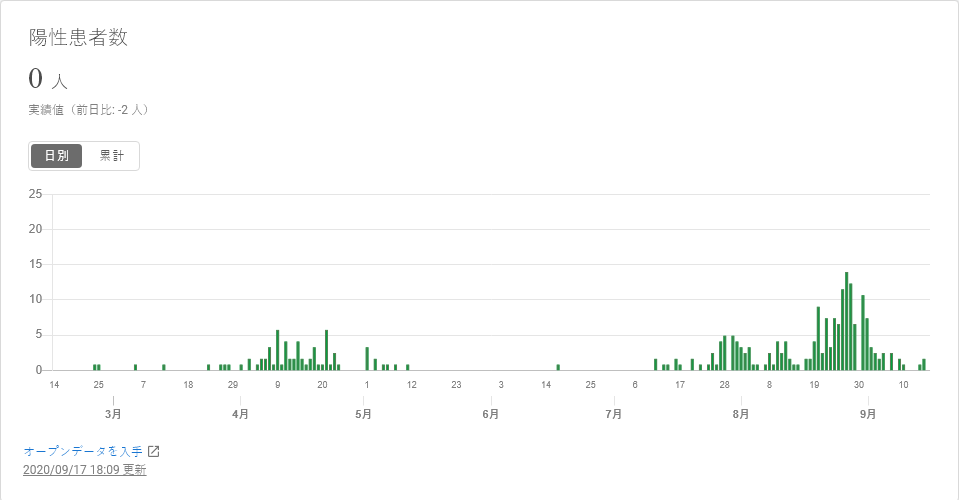 陽性患者数
0 人
実績値（前日比: -2 人）
日別 累計
25
20
15
10
5
0
14 25 7 18 29 9 20 1 12 23 3 14 25 6 17 28 8 19 30 10
3月 4月 5月 6月 7月 8月 9月
オープンデータを入手
2020/09/17 18:09 更新